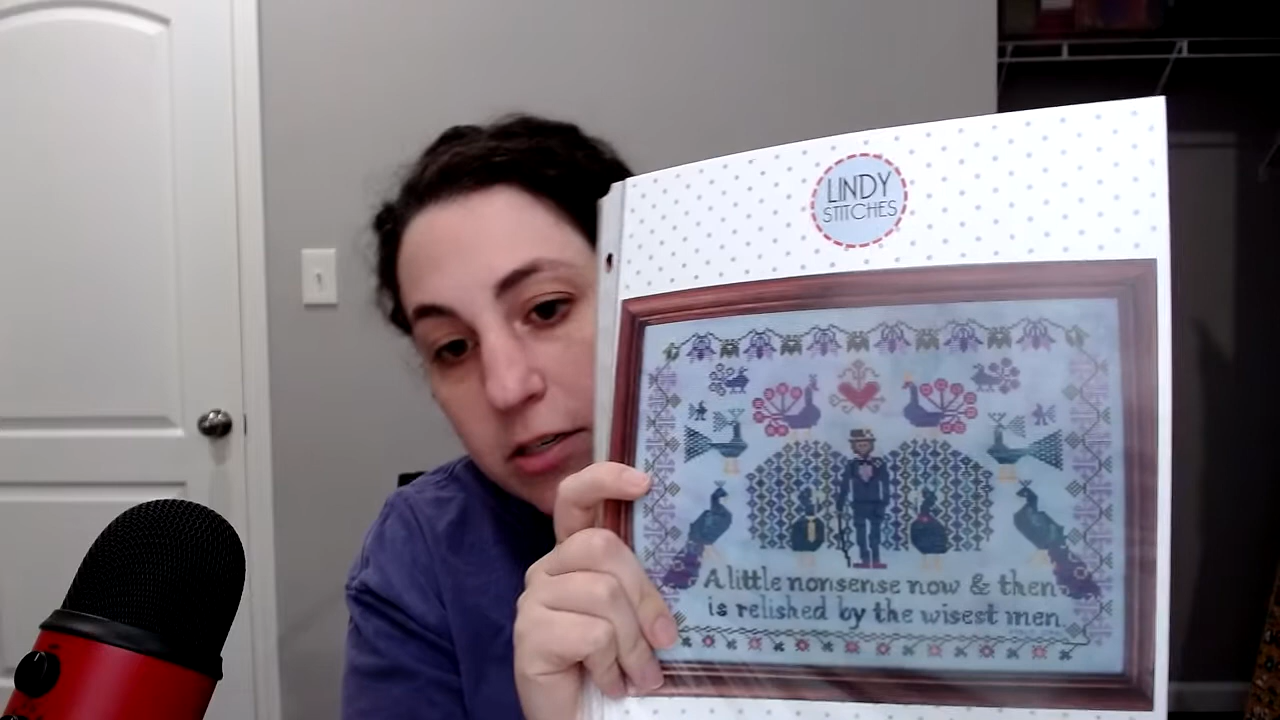 LINDY
STITCHES
A little nonsense now & then
is relished by the wisest men.